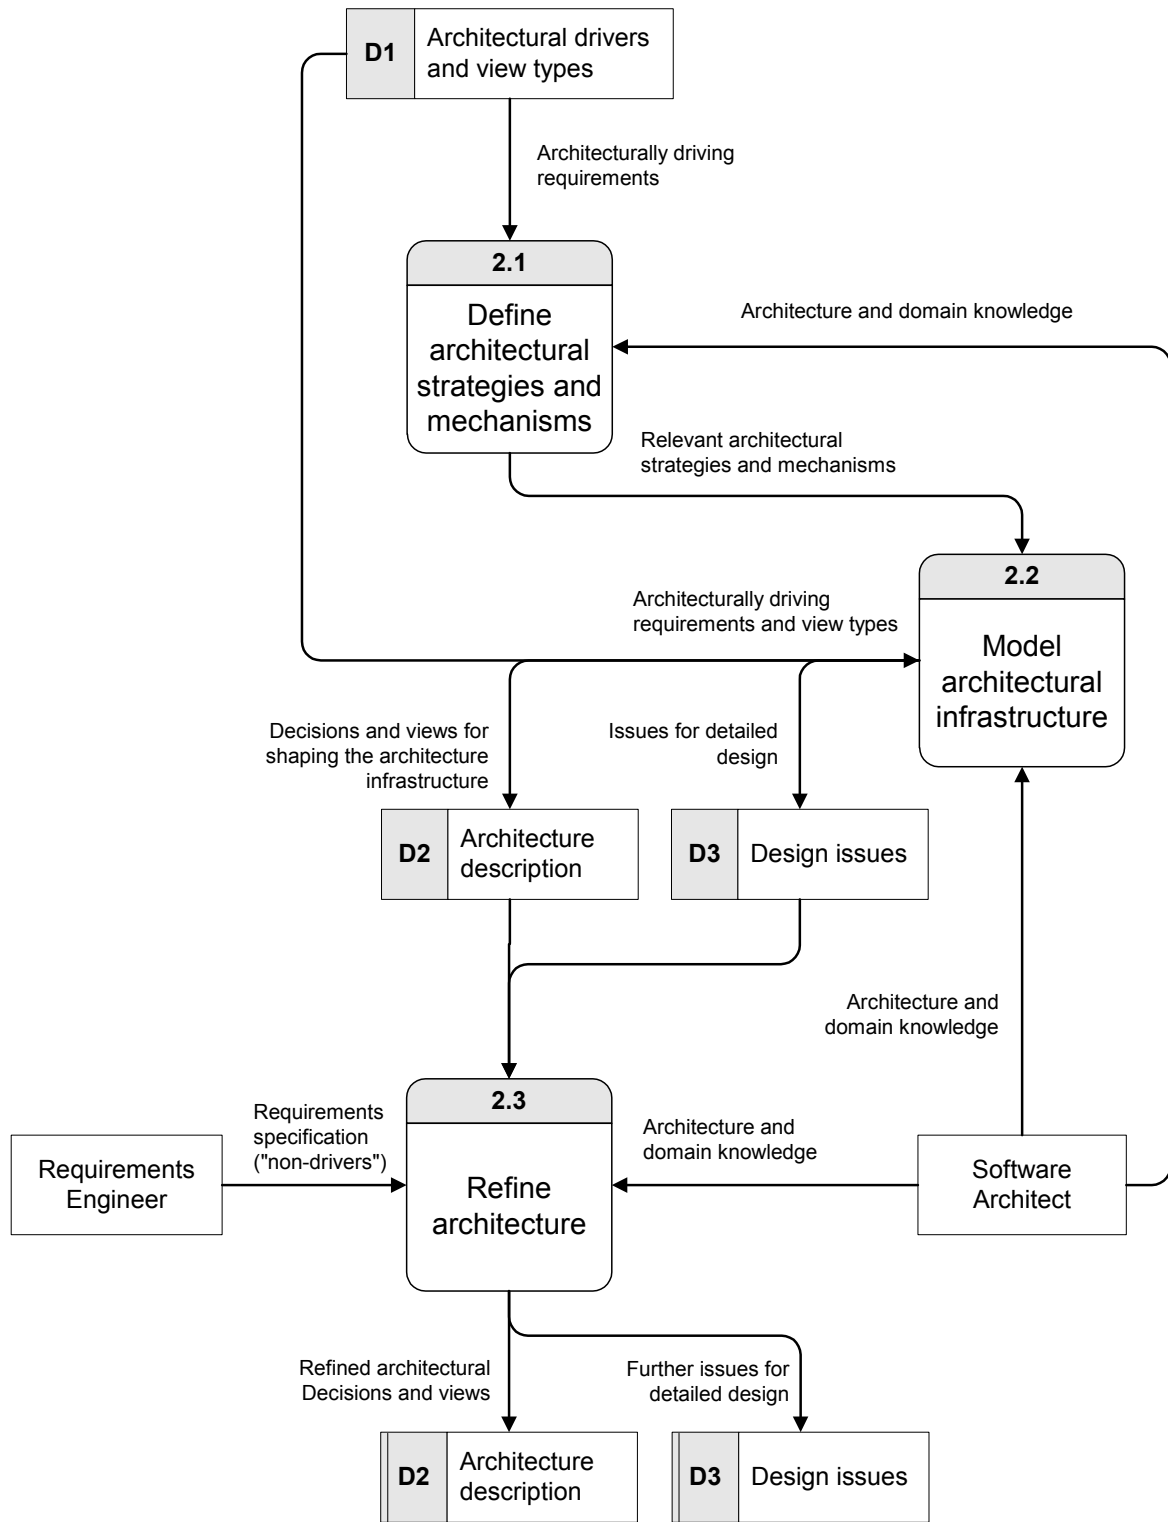 D1
Architectural drivers
and view types
Architecturally driving
requirements
2.1
Define
architectural
strategies and
mechanisms
Architecture and domain knowledge
Relevant architectural
strategies and mechanisms
2.2
Model
architectural
infrastructure
Architecturally driving
requirements and view types
Decisions and views for
shaping the architecture
infrastructure
Issues for detailed
design
D2
Architecture
description
D3
Design issues
Architecture and
domain knowledge
2.3
Refine
architecture
Requirements
specification
("non-drivers")
Architecture and
domain knowledge
Requirements
Engineer
Software
Architect
Refined architectural
Decisions and views
Further issues for
detailed design
D2
Architecture
description
D3
Design issues